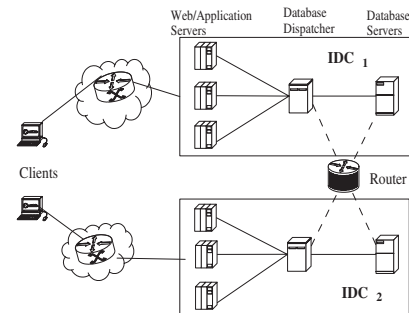 Web/Application
Servers
Database
Dispatcher
Database
Servers
IDC 1
Clients
Router
IDC 2